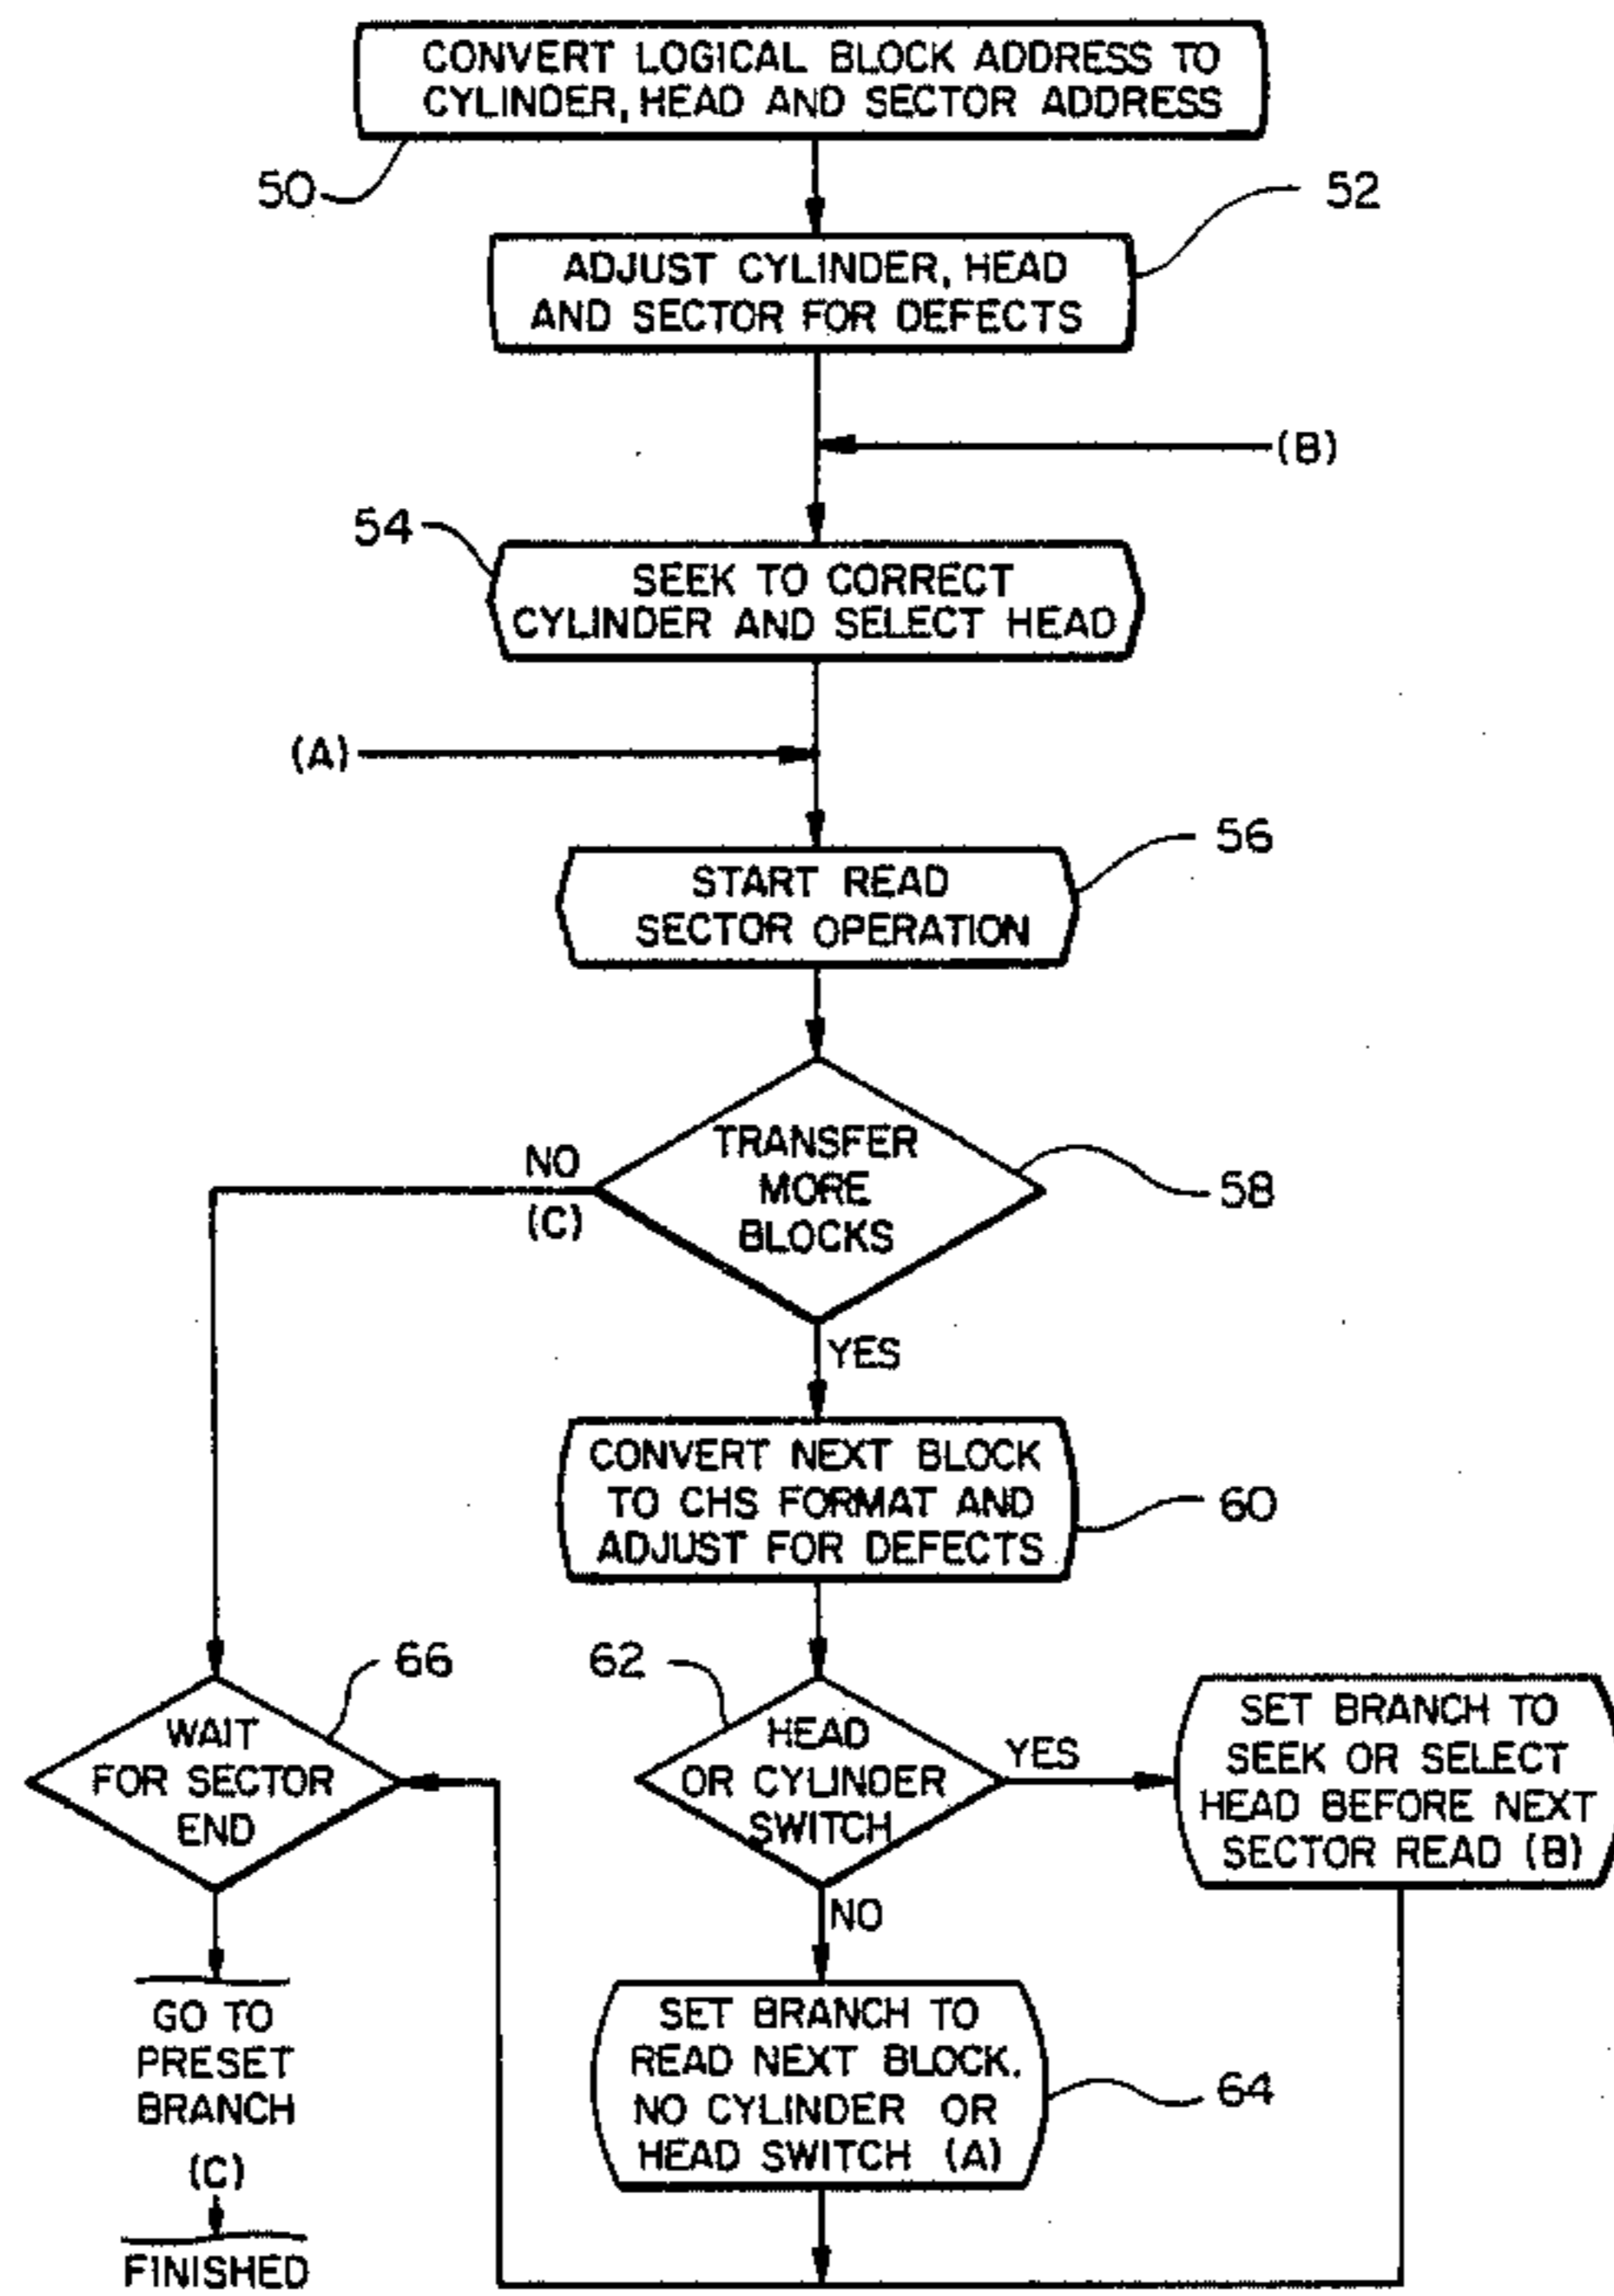 CONVERT LOGICAL BLOCK ADDRESS TO
CYLINDER, HEAD AND SECTOR ADDRESS
50
52
ADJUST CYLINDER, HEAD
AND SECTOR FOR DEFECTS
(B)
54
SEEK TO CORRECT
CYLINDER AND SELECT HEAD
(A)
56
START READ
SECTOR OPERATION
NO
(C)
TRANSFER
MORE
BLOCKS
58
YES
CONVERT NEXT BLOCK
TO CHS FORMAT AND
ADJUST FOR DEFECTS
60
66
WAIT
FOR SECTOR
END
62
HEAD
OR CYLINDER
SWITCH
YES
SET BRANCH TO
SEEK OR SELECT
HEAD BEFORE NEXT
SECTOR READ (B)
NO
GO TO
PRESET
BRANCH
(C)
FINISHED
SET BRANCH TO
READ NEXT BLOCK.
NO CYLINDER OR
HEAD SWITCH (A)
64